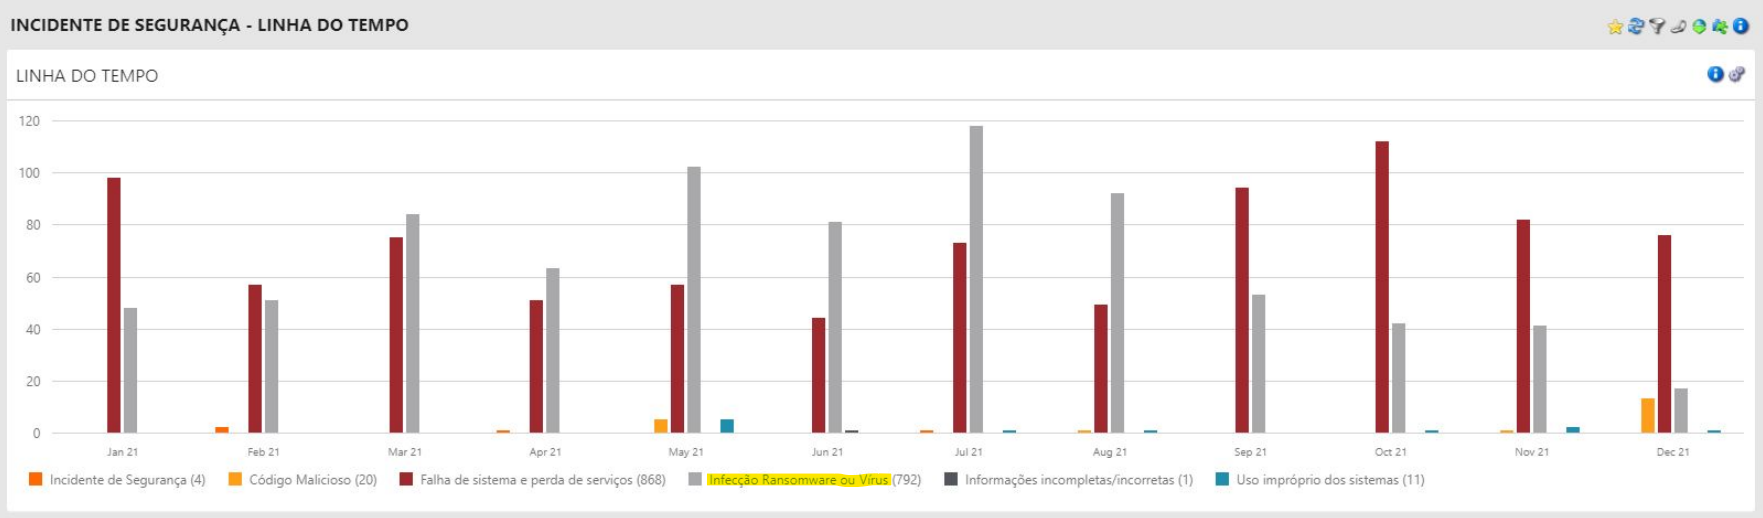 INCIDENTE DE SEGURANÇA - LINHA DO TEMPO
LINHA DO TEMPO
120
100
80
60
40
20
0
Jan 21 Feb 21 Mar 21 Apr 21 May 21 Jun 21 Jul 21 Aug 21 Sep 21 Oct 21 Nov 21 Dec 21
Incidente de Segurança (4) Código Malicioso (20) Falha de sistema e perda de serviços (868) Infecção Ransomware ou Vírus (792) Informações incompletas/incorretas (1) Uso impróprio dos sistemas (11)